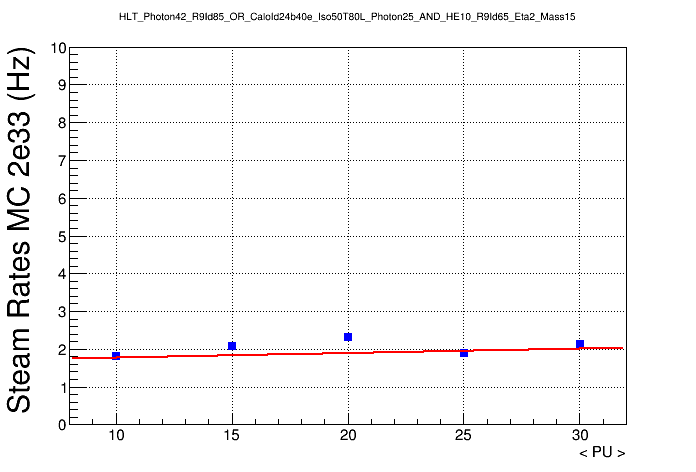 HLT_Photon42_R9Id85_OR_CaloId24b40e_Iso50T80L_Photon25_AND_HE10_R9Id65_Eta2_Mass15
Steam Rates MC 2e33 (Hz)
10
9
8
7
6
5
4
3
2
1
0
10 15 20 25 30
< PU >